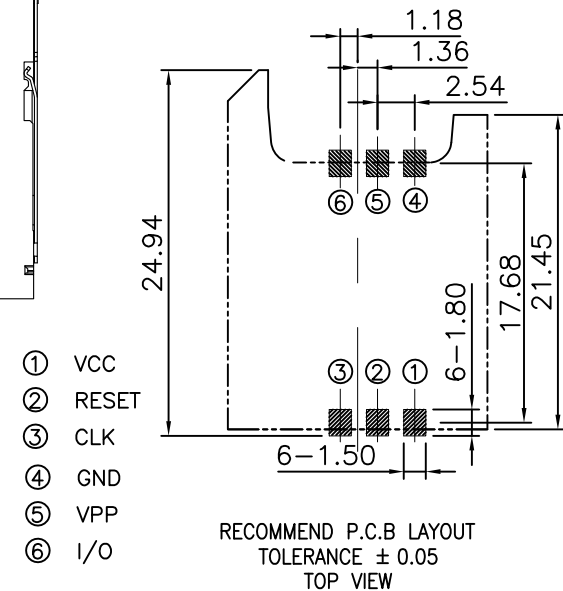 1.18
1.36
2.54
⑥ ⑤ ④
24.94
17.68
21.45
6-1.80
③ ② ①
6-1.50
① VCC
② RESET
③ CLK
④ GND
⑤ VPP
⑥ I/O
RECOMMEND P.C.B LAYOUT
TOLERANCE ± 0.05
TOP VIEW